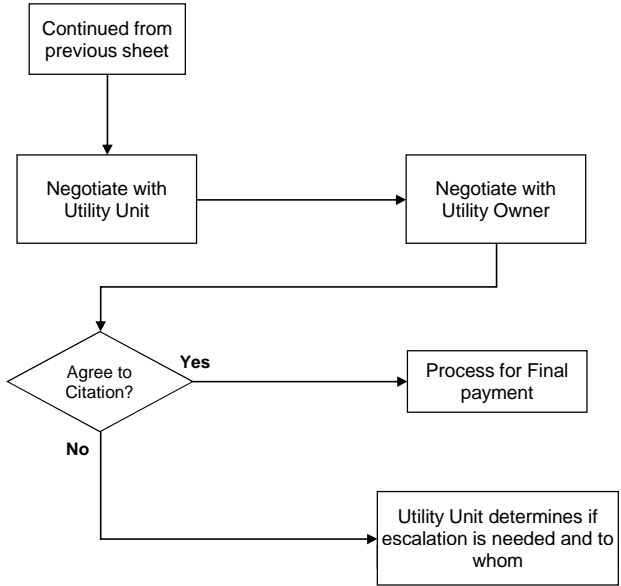 Continued from
previous sheet
Negotiate with
Utility Unit
Negotiate with
Utility Owner
Agree to
Citation?
Yes
Process for Final
payment
No
Utility Unit determines if
escalation is needed and to
whom